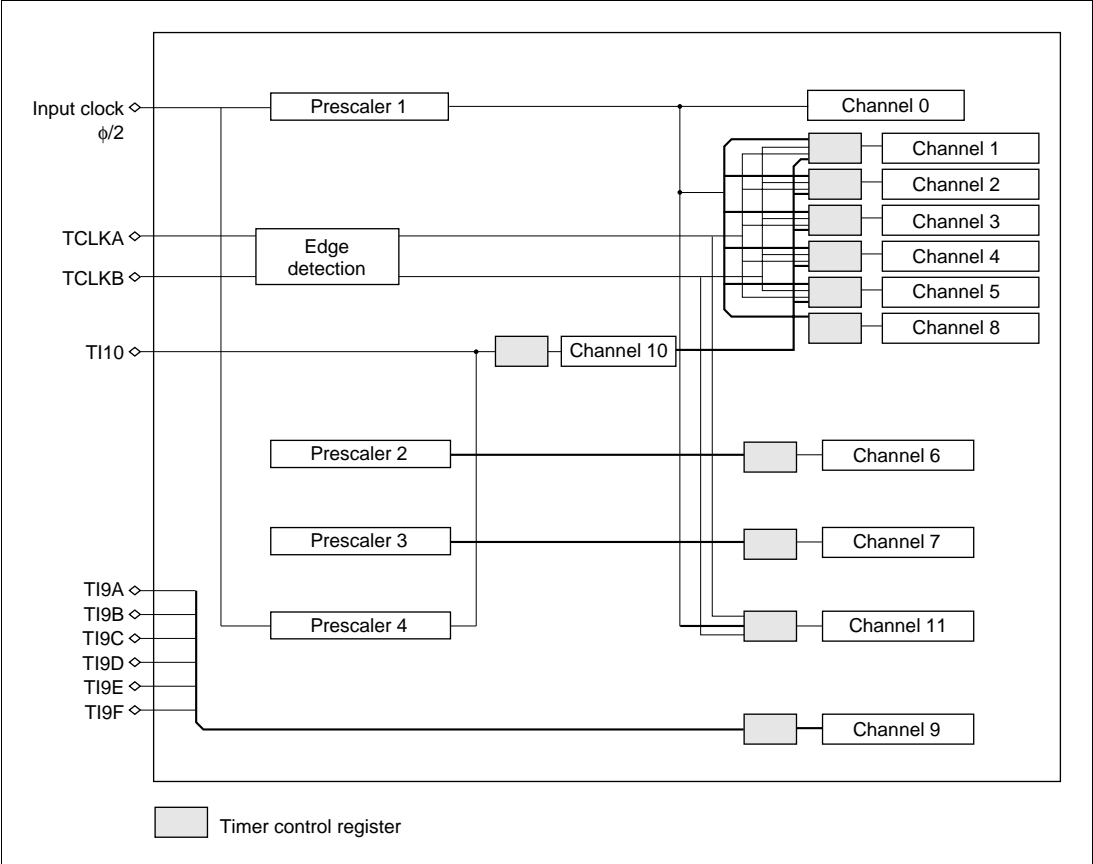 Input clock
ϕ/2
Prescaler 1
Channel 0
Channel 1
Channel 2
Channel 3
Channel 4
Channel 5
Channel 8
TCLKA
TCLKB
Edge
detection
TI10
Channel 10
Prescaler 2
Channel 6
Prescaler 3
Channel 7
TI9A
TI9B
TI9C
TI9D
TI9E
TI9F
Prescaler 4
Channel 11
Channel 9
Timer control register